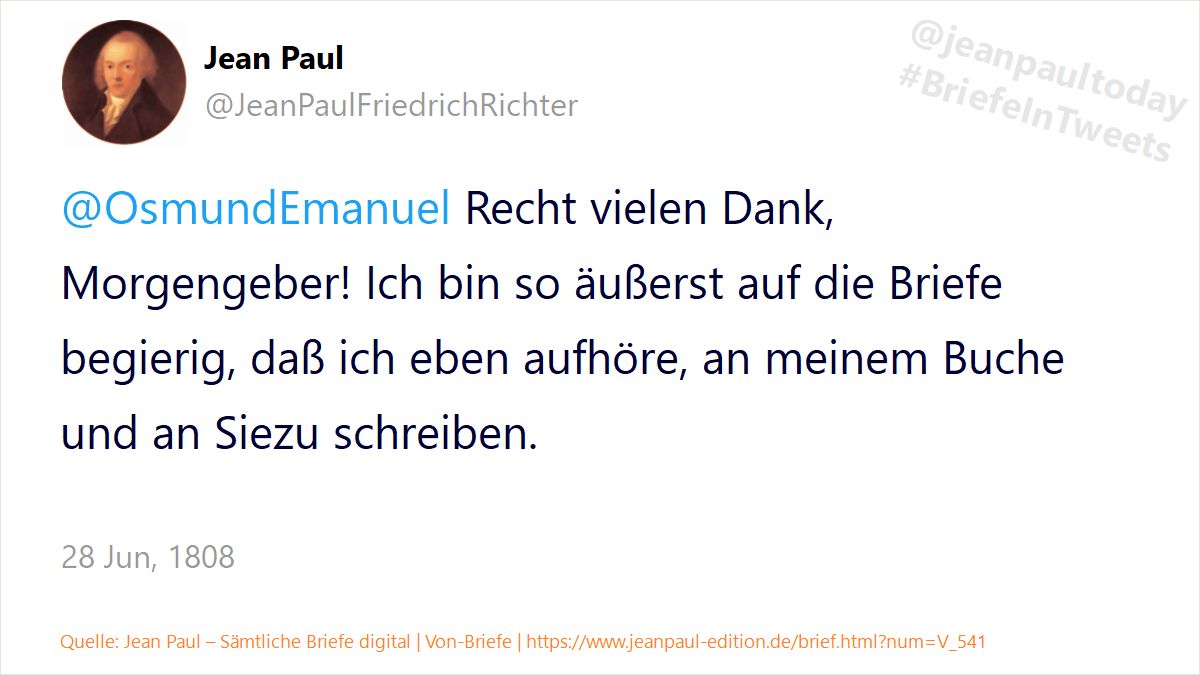 Jean Paul
@JeanPaulFriedrichRichter
@jeanpaultoday
#BriefeInTweets
@OsmundEmanuel Recht vielen Dank,
Morgengeber! Ich bin so äußerst auf die Briefe
begierig, daß ich eben aufhöre, an meinem Buche
und an Siezu schreiben.
28 Jun, 1808
Quelle: Jean Paul – Sämtliche Briefe digital | Von-Briefe | https://www.jeanpaul-edition.de/brief.html?num=V_541